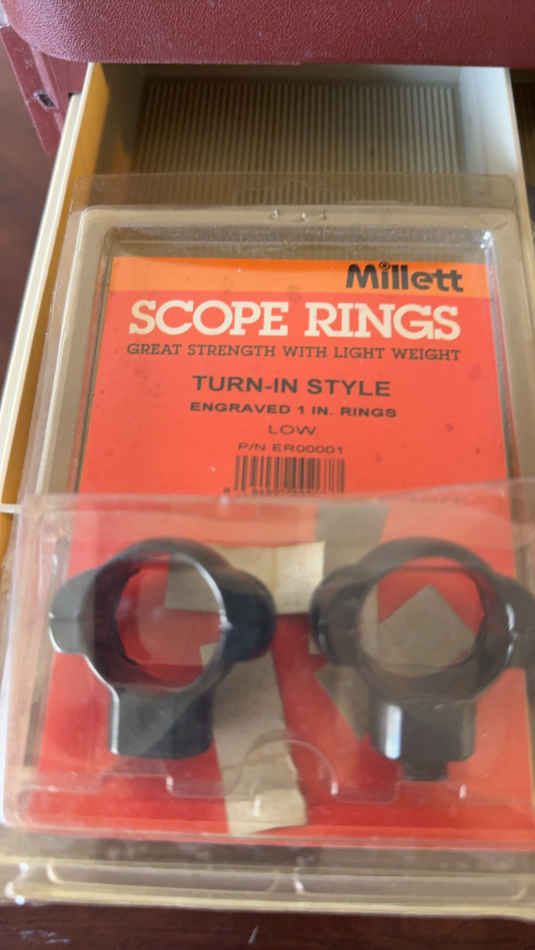 Millett
SCOPE RINGS
GREAT STRENGTH WITH LIGHT WEIGHT
TURN-IN STYLE
ENGRAVED 1 IN. RINGS
LOW
P/N ER00001